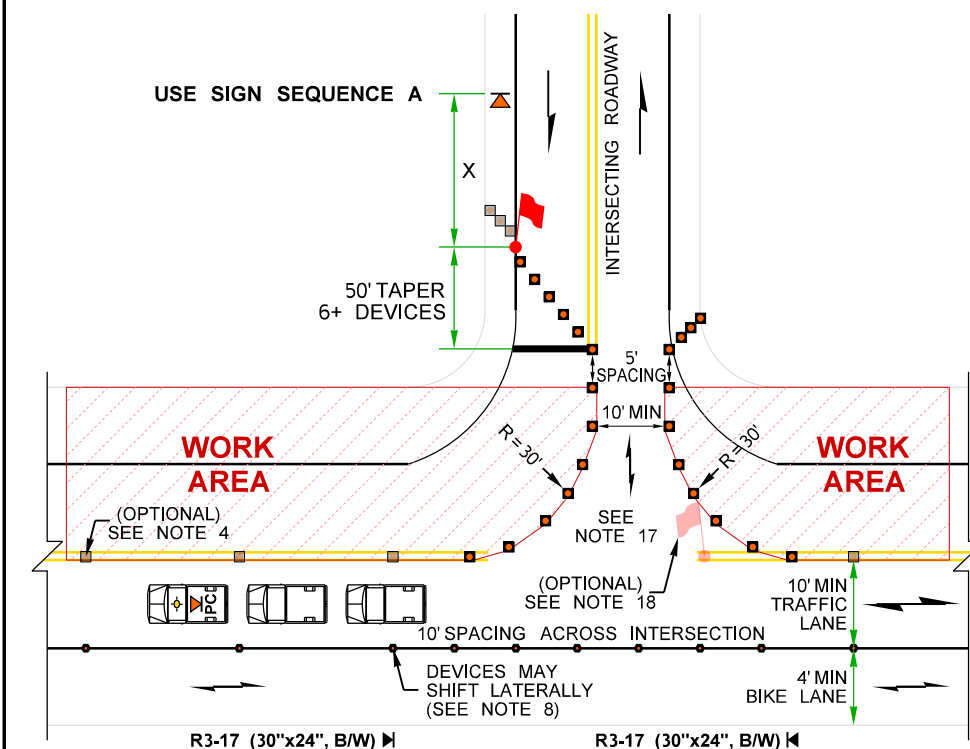 USE SIGN SEQUENCE A
INTERSECTING ROADWAY
X
50' TAPER
6+ DEVICES
5'
SPACING
10' MIN
WORK
AREA
R = 30'
R = 30'
WORK
AREA
(OPTIONAL)
SEE NOTE 4
SEE
NOTE 17
(OPTIONAL)
SEE NOTE 18
10' MIN
TRAFFIC
LANE
PC
10' SPACING ACROSS INTERSECTION
DEVICES MAY
SHIFT LATERALLY
(SEE NOTE 8)
4' MIN
BIKE LANE
R3-17 (30"x24", B/W)
R3-17 (30"x24", B/W)